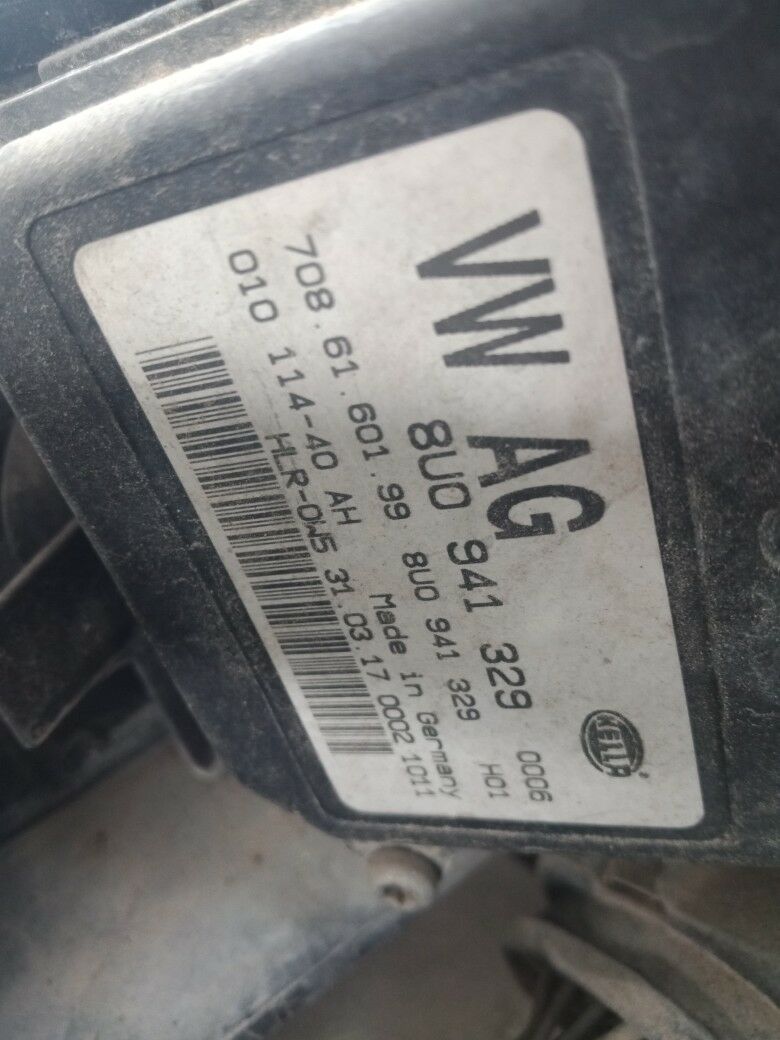 VW AG
8U0 941 329 0006
708.61.601.99 8U0 941 329 H01
010 114-40 AH Made in Germany
HLR-0W5 31.03.17 0002 1011
HELLA